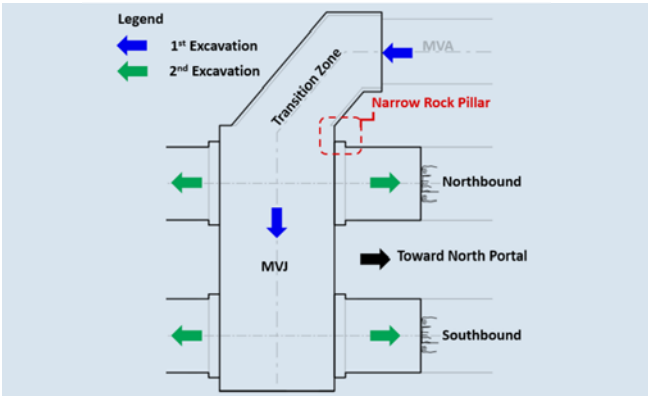 Legend
1st Excavation
2nd Excavation
MVA
Transition Zone
Narrow Rock Pillar
Northbound
Toward North Portal
MVJ
Southbound